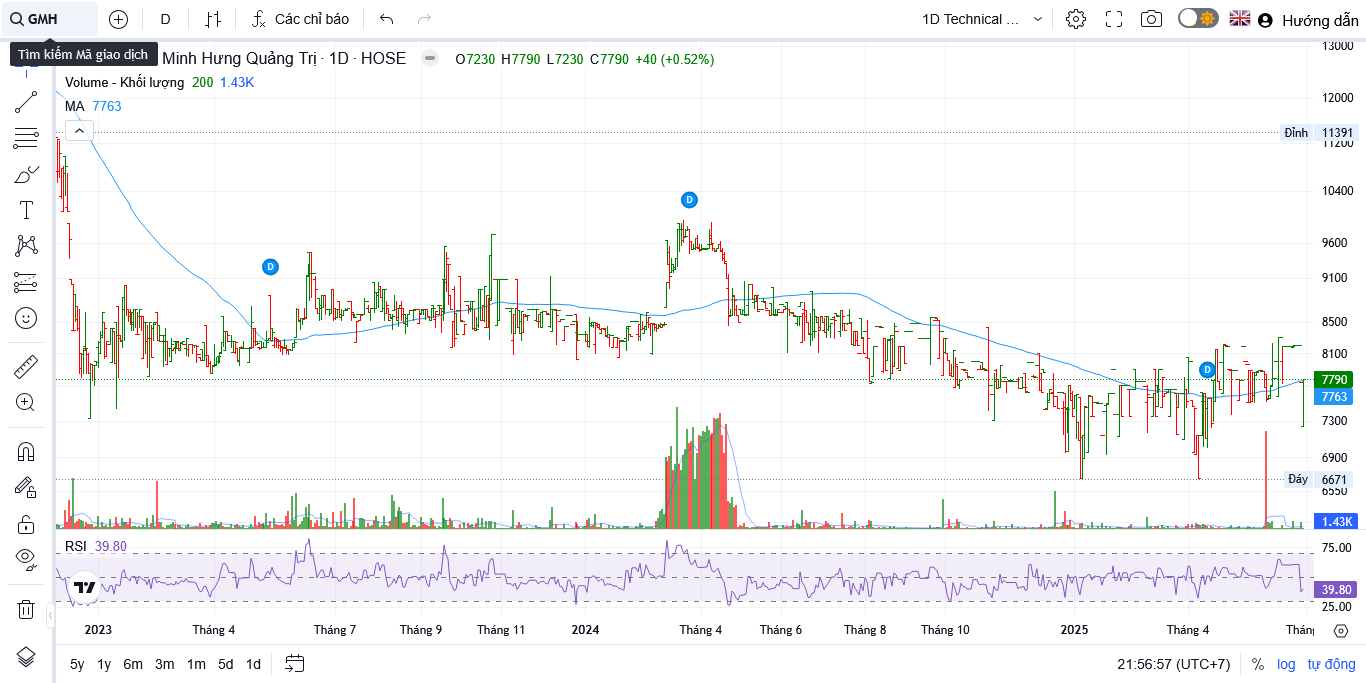 GMH
D
Các chỉ báo
1D Technical ...
Hướng dẫn
Tìm kiếm Mã giao dịch
Minh Hưng Quảng Trị · 1D · HOSE
O7230 H7790 L7230 C7790 +40 (+0.52%)
Volume - Khối lượng 200 1.43K
MA 7763
13000
12000
Đỉnh 11391
11200
10400
9600
9100
8500
8100
7790
7763
7300
6900
Đáy 6671
6550
1.43K
D
D
D
RSI 39.80
75.00
39.80
25.00
2023 Tháng 4 Tháng 7 Tháng 9 Tháng 11 2024 Tháng 4 Tháng 6 Tháng 8 Tháng 10 2025 Tháng 4 Tháng
5y 1y 6m 3m 1m 5d 1d
21:56:57 (UTC+7) % log tự động